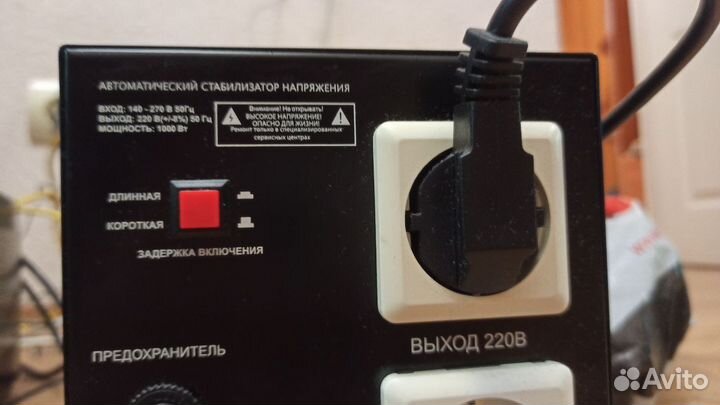 АВТОМАТИЧЕСКИЙ СТАБИЛИЗАТОР НАПРЯЖЕНИЯ
ВХОД: 140 - 270 В 50Гц
ВЫХОД: 220 В(+/-8%) 50 Гц
МОЩНОСТЬ: 1000 Вт
Внимание! Не открывать!
ВЫСОКОЕ НАПРЯЖЕНИЕ!
ОПАСНО ДЛЯ ЖИЗНИ!
Ремонт только в специализированных
сервисных центрах
ДЛИННАЯ
КОРОТКАЯ
ЗАДЕРЖКА ВКЛЮЧЕНИЯ
ПРЕДОХРАНИТЕЛЬ
ВЫХОД 220В
Avito